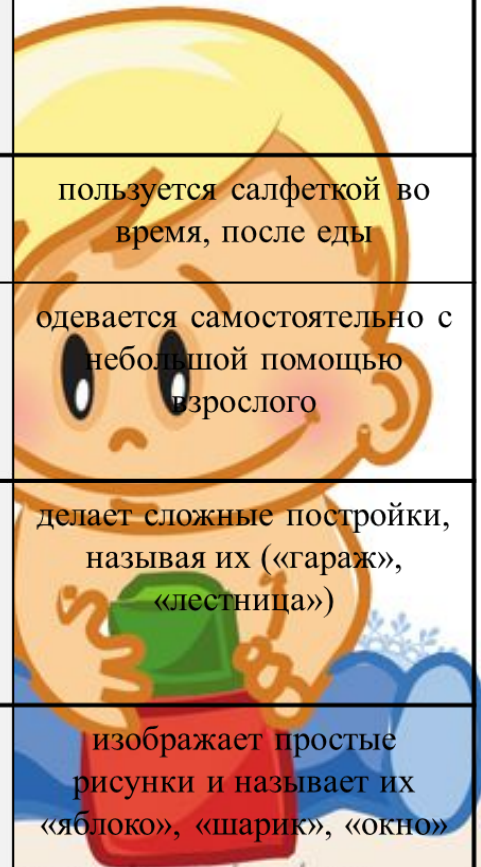 пользуется салфеткой во
время, после еды
одевается самостоятельно с
небольшой помощью
взрослого
делает сложные постройки,
называя их («гараж»,
«лестница»)
изображает простые
рисунки и называет их
«яблоко», «шарик», «окно»